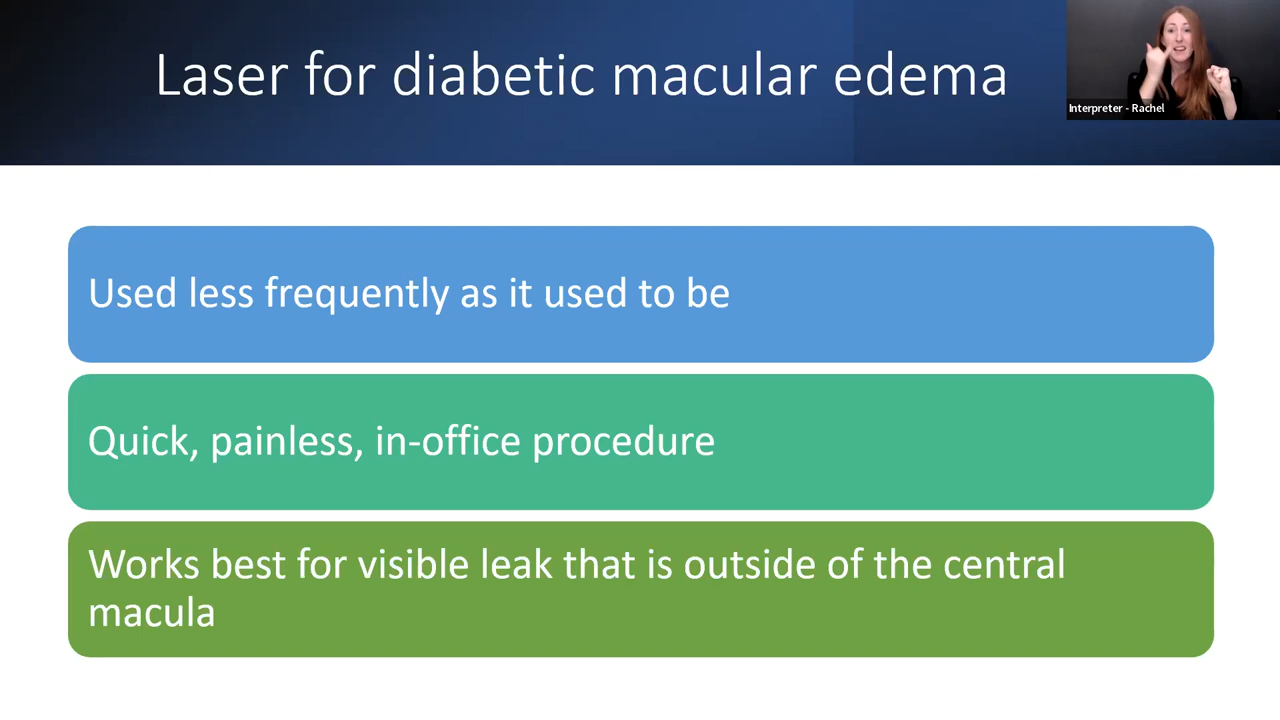 Laser for diabetic macular edema
Interpreter - Rachel
Used less frequently as it used to be
Quick, painless, in-office procedure
Works best for visible leak that is outside of the central
macula